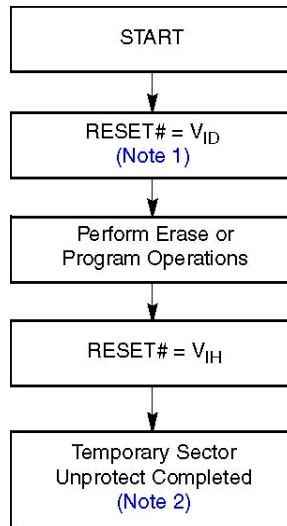 START
RESET# = VID
(Note 1)
Perform Erase or
Program Operations
RESET# = VIH
Temporary Sector
Unprotect Completed
(Note 2)